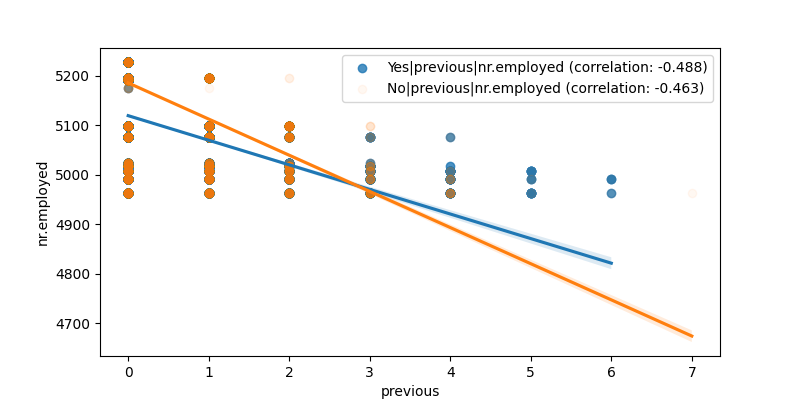 Yes|previous|nr.employed (correlation: -0.488)
No|previous|nr.employed (correlation: -0.463)
5200
5100
5000
4900
4800
4700
nr.employed
0 1 2 3 4 5 6 7
previous